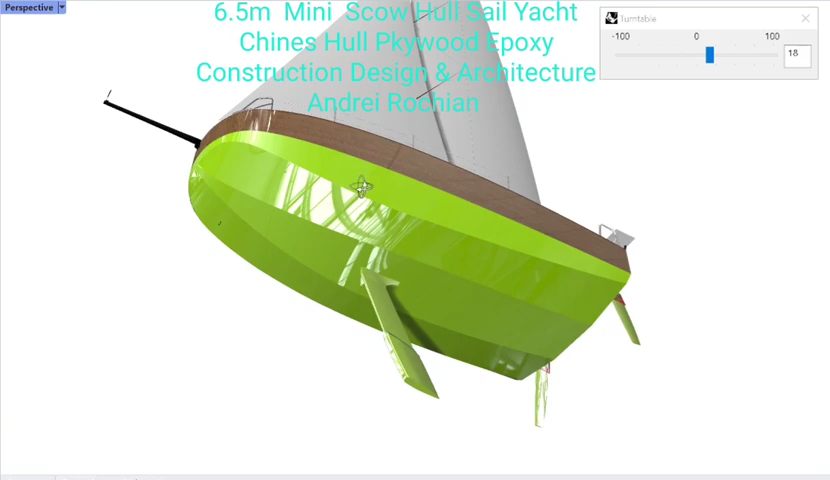 Perspective
6.5m Mini Scow Hull Sail Yacht
Chines Hull Pkywood Epoxy
Construction Design & Architecture
Andrei Rochian
Turntable
-100 0 100
18